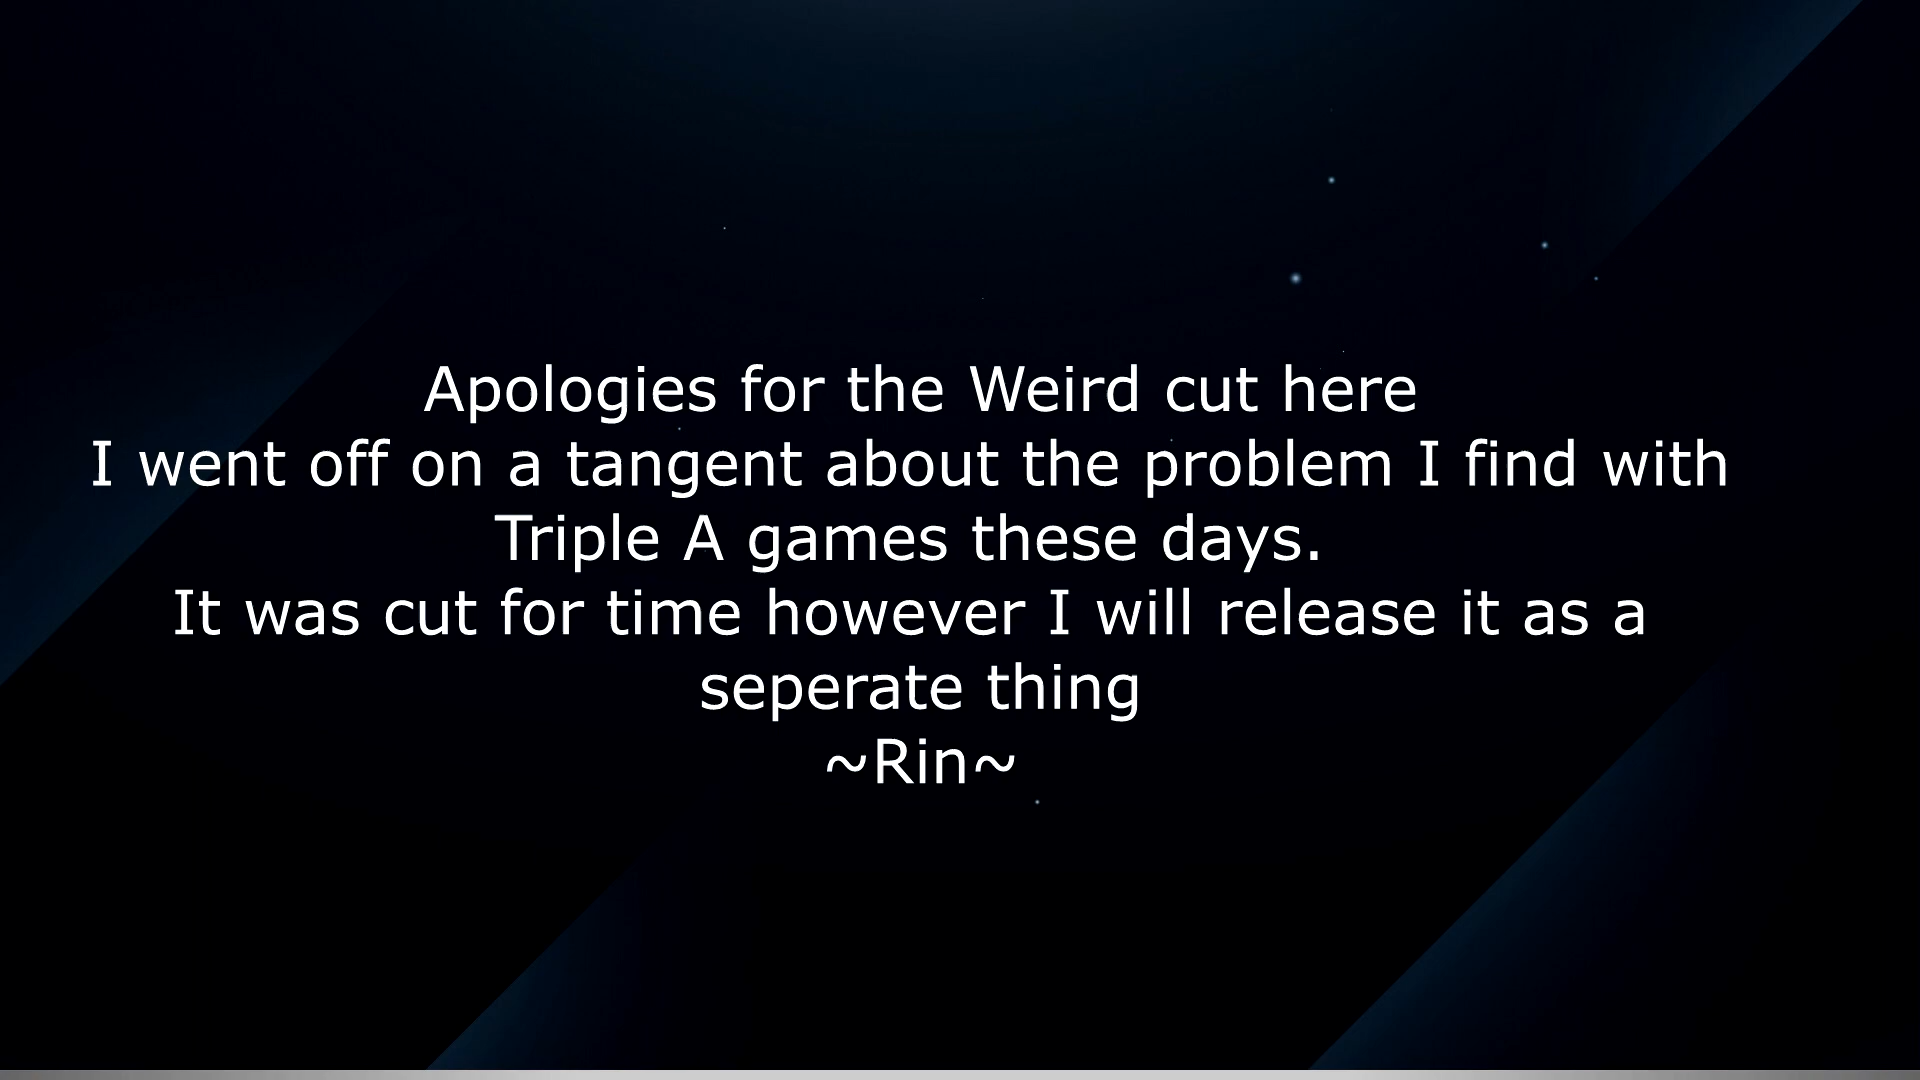 Apologies for the Weird cut here
I went off on a tangent about the problem I find with
Triple A games these days.
It was cut for time however I will release it as a
seperate thing
~Rin~